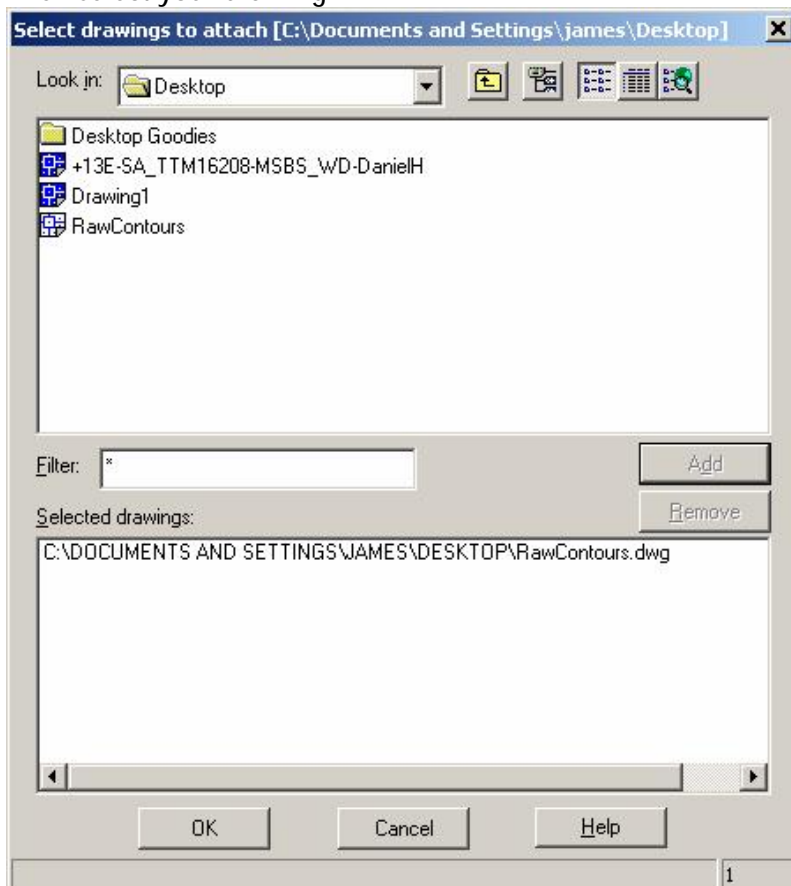 Select drawings to attach [C:\Documents and Settings\james\Desktop]
Look in: Desktop
Desktop Goodies
+13E-SA_TTM16208-MSBS_WD-DanielH
Drawing1
RawContours
Filter: *
Add
Remove
Selected drawings:
C:\DOCUMENTS AND SETTINGS\JAMES\DESKTOP\RawContours.dwg
OK Cancel Help
1